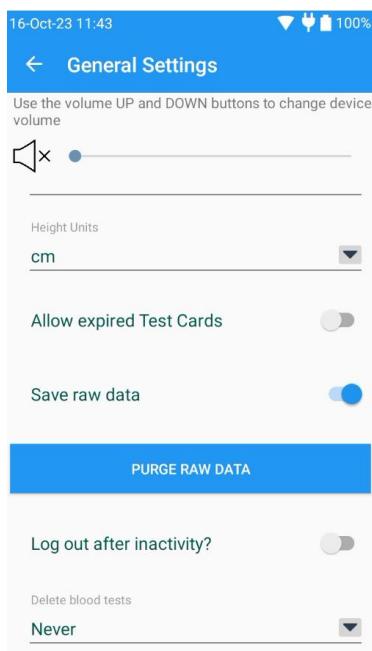 16-Oct-23 11:43
100%
General Settings
Use the volume UP and DOWN buttons to change device
volume
Height Units
cm
Allow expired Test Cards
Save raw data
PURGE RAW DATA
Log out after inactivity?
Delete blood tests
Never